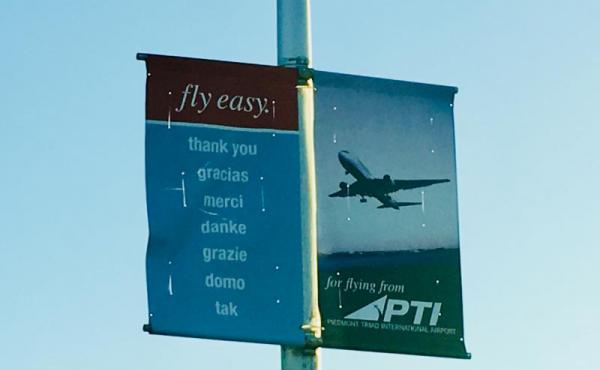 fly easy.
thank you
gracias
merci
danke
grazie
domo
tak
for flying from
PTI
PIEDMONT TRIAD INTERNATIONAL AIRPORT